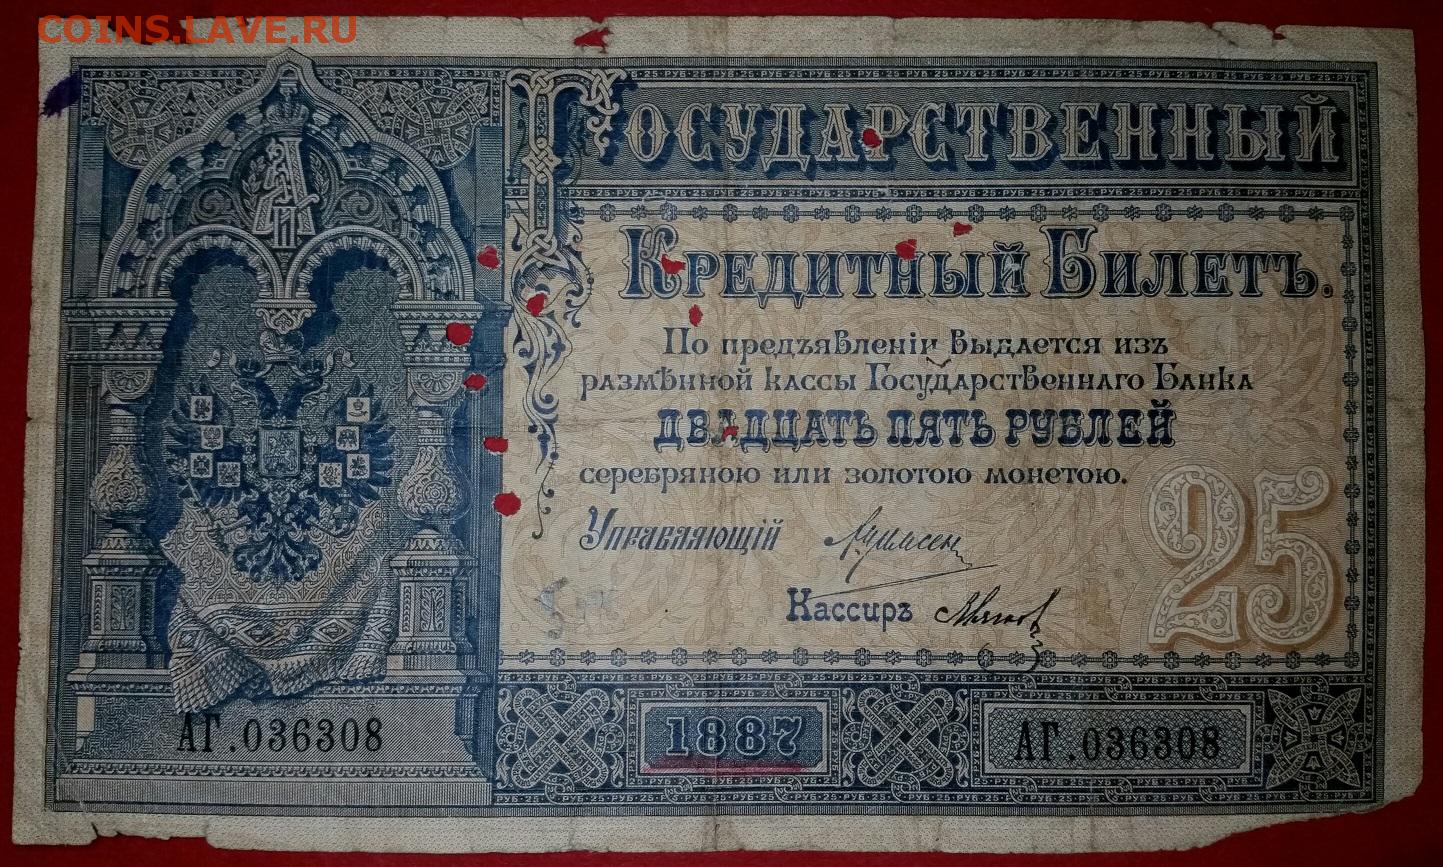 COINS.LAVE.RU
Государственный
Кредитный Билетъ.
По предъявленіи выдается изъ
размѣнной кассы Государственнаго Банка
ДВАДЦАТЬ ПЯТЬ РУБЛЕЙ
серебряною или золотою монетою.
25
Управляющій
Кассиръ
АГ.036308
1887
АГ.036308